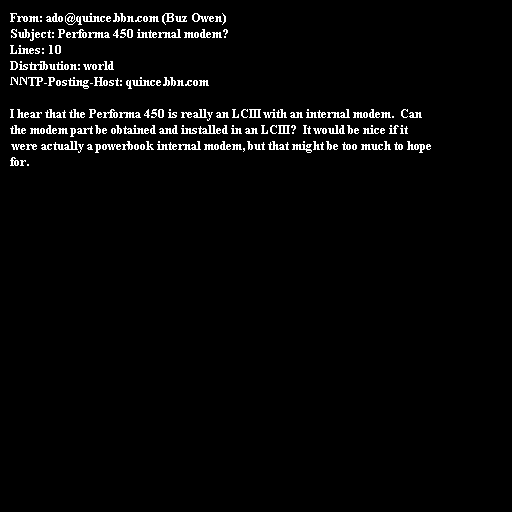 From: ado@quince.bbn.com (Buz Owen)
Subject: Performa 450 internal modem?
Lines: 10
Distribution: world
NNTP-Posting-Host: quince.bbn.com

I hear that the Performa 450 is really an LCIII with an internal modem.  Can
the modem part be obtained and installed in an LCIII?  It would be nice if it
were actually a powerbook internal modem, but that might be too much to hope
for.